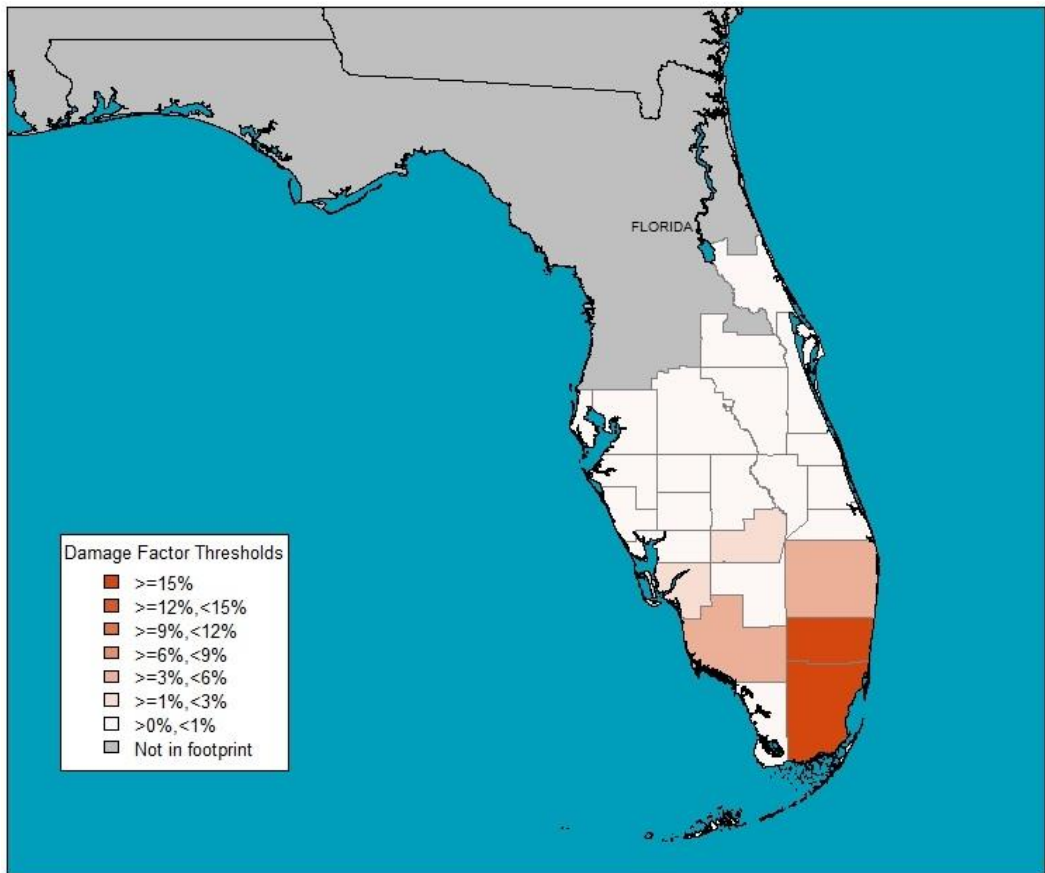 FLORIDA
Damage Factor Thresholds
>=15%
>=12%,<15%
>=9%,<12%
>=6%,<9%
>=3%,<6%
>=1%,<3%
>0%,<1%
Not in footprint